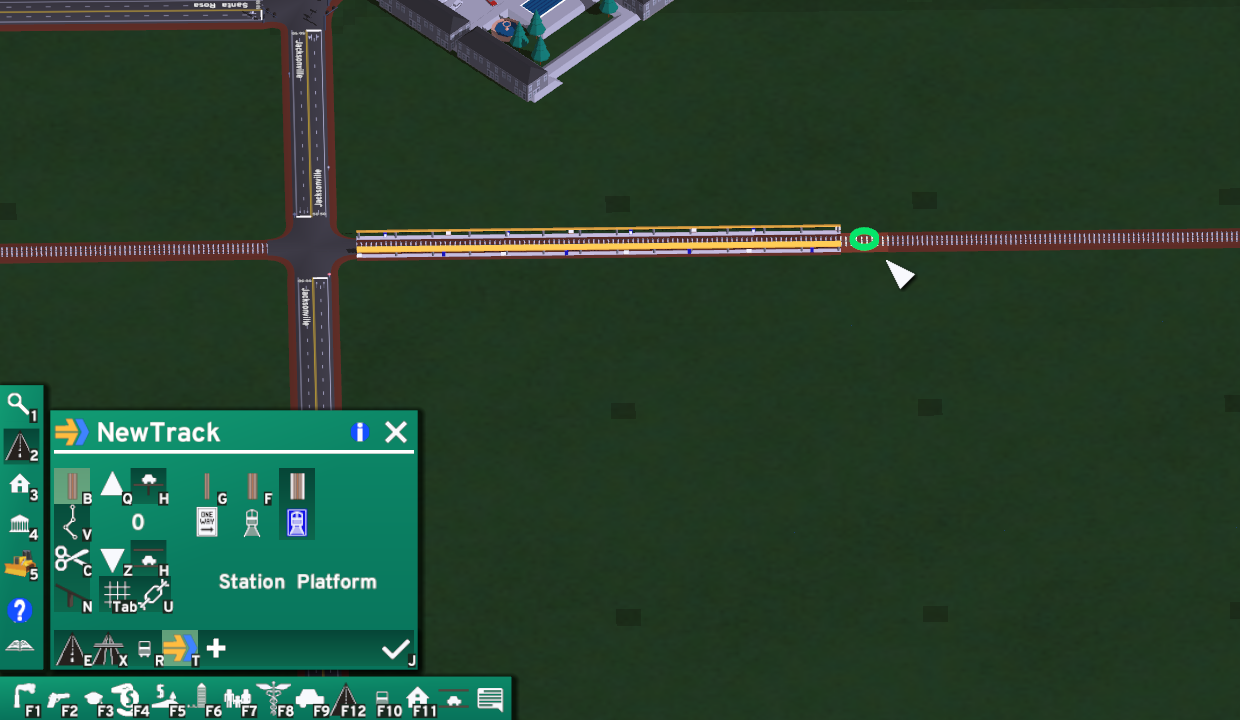 Santa Rosa
Jacksonville
Jacksonville
Jacksonville
1
2
3
4
5
?
NewTrack
i
B
Q
H
G
F
V
0
ONE
WAY
C
Z
H
N
Tab
U
Station Platform
E
X
R
T
J
F1
F2
F3
F4
F5
F6
F7
F8
F9
F12
F10
F11